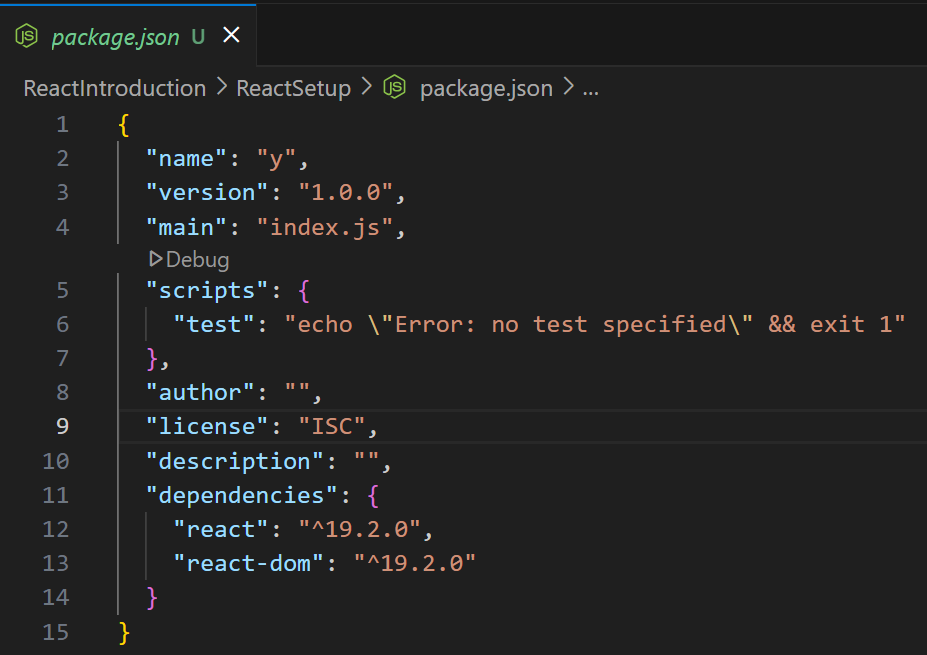 JS package.json U ×
ReactIntroduction > ReactSetup > JS package.json > ...
1 {
2 "name": "y",
3 "version": "1.0.0",
4 "main": "index.js",
Debug
5 "scripts": {
6 "test": "echo \"Error: no test specified\" && exit 1"
7 },
8 "author": "",
9 "license": "ISC",
10 "description": "",
11 "dependencies": {
12 "react": "^19.2.0",
13 "react-dom": "^19.2.0"
14 }
15 }